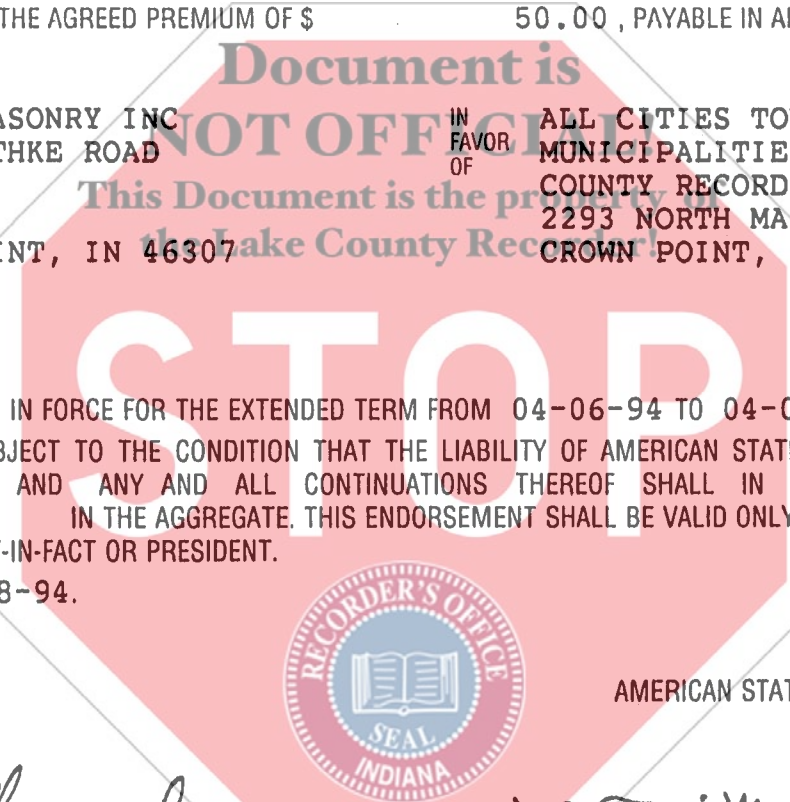 THE AGREED PREMIUM OF $ 50.00 , PAYABLE IN
Document is
NOT OFFICIAL
This Document is the property of
the Lake County Recorder!
ASONRY INC
THKE ROAD
INT, IN 46307
IN
FAVOR
OF
ALL CITIES
MUNICIPALITIE
COUNTY RECORD
2293 NORTH MA
CROWN POINT,
STOP
IN FORCE FOR THE EXTENDED TERM FROM 04-06-94 TO 04-0
BJECT TO THE CONDITION THAT THE LIABILITY OF AMERICAN STAT
AND ANY AND ALL CONTINUATIONS THEREOF SHALL IN
IN THE AGGREGATE. THIS ENDORSEMENT SHALL BE VALID ONLY
-IN-FACT OR PRESIDENT.
8-94.
RECORDER'S OFFICE
SEAL
INDIANA
AMERICAN STAT